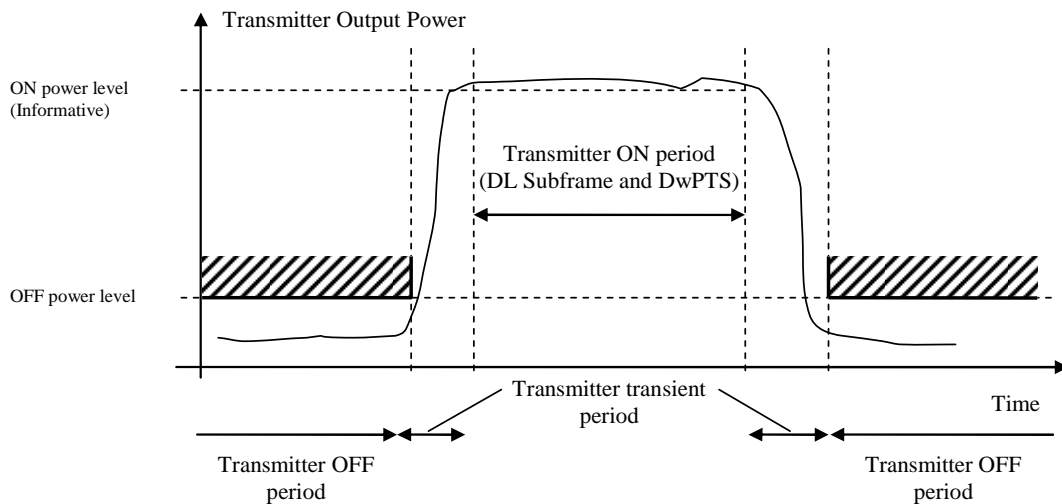 Transmitter Output Power
ON power level
(Informative)
Transmitter ON period
(DL Subframe and DwPTS)
OFF power level
Transmitter transient
period
Time
Transmitter OFF
period
Transmitter OFF
period